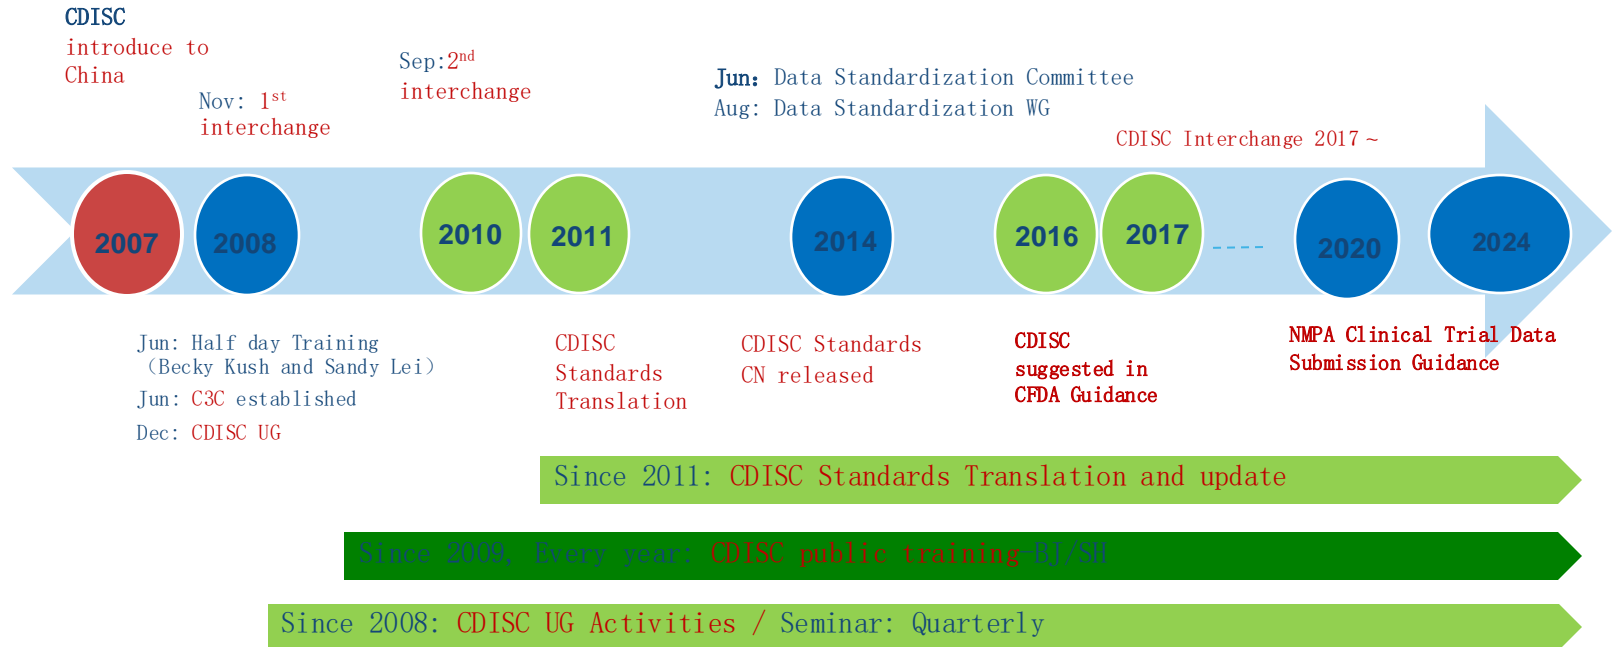 CDISC
introduce to
China
Nov: 1st
interchange
Sep:2nd
interchange
Jun: Data Standardization Committee
Aug: Data Standardization WG
CDISC Interchange 2017~
2007
2008
2010
2011
2014
2016
2017
2020
2024
Jun: Half day Training
（Becky Kush and Sandy Lei）
Jun: C3C established
Dec: CDISC UG
CDISC
Standards
Translation
CDISC Standards
CN released
CDISC
suggested in
CFDA Guidance
NMPA Clinical Trial Data
Submission Guidance
Since 2011: CDISC Standards Translation and update
Since 2009, Every year: CDISC public training-BJ/SH
Since 2008: CDISC UG Activities / Seminar: Quarterly